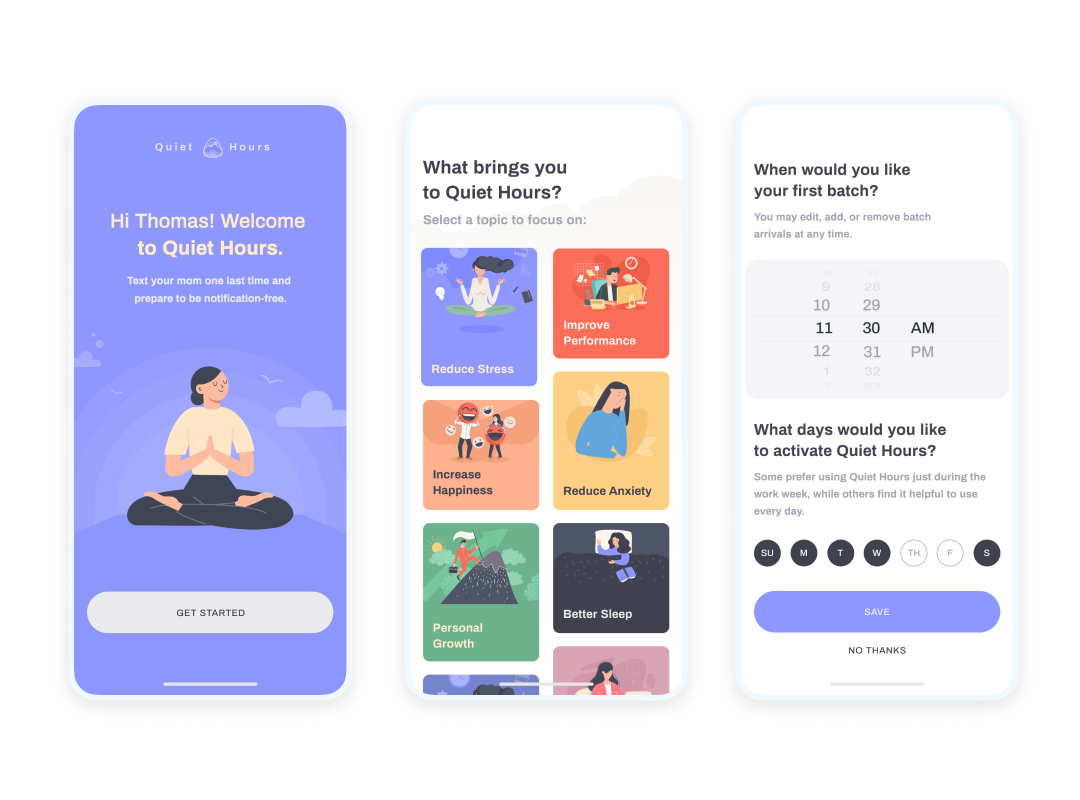 Quiet Hours
Hi Thomas! Welcome
to Quiet Hours.
Text your mom one last time and
prepare to be notification-free.
GET STARTED
What brings you
to Quiet Hours?
Select a topic to focus on:
Reduce Stress
Improve
Performance
Increase
Happiness
Reduce Anxiety
Personal
Growth
Better Sleep
When would you like
your first batch?
You may edit, add, or remove batch
arrivals at any time.
9 28
10 29
11 30 AM
12 31 PM
1 32
What days would you like
to activate Quiet Hours?
Some prefer using Quiet Hours just during the
work week, while others find it helpful to use
every day.
SU M T W TH F S
SAVE
NO THANKS